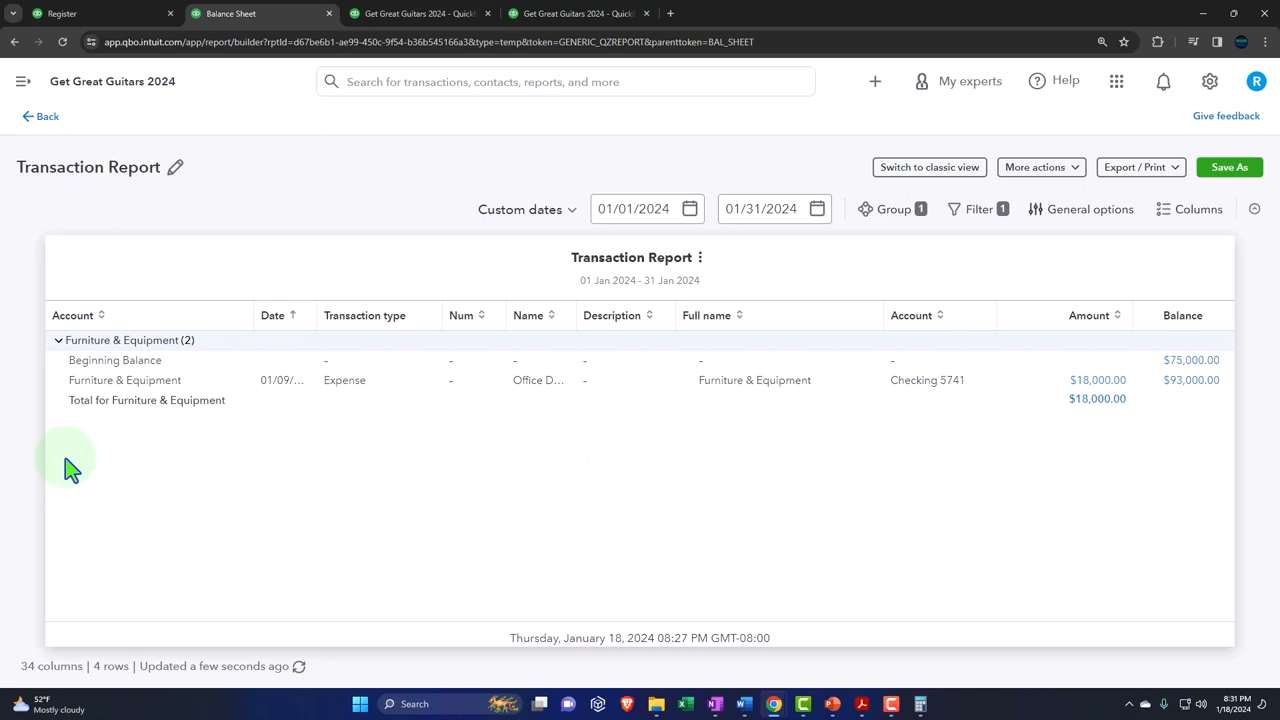 Register
Balance Sheet
Get Great Guitars 2024 - QuickB
Get Great Guitars 2024 - QuickB
app.qbo.intuit.com/app/report/builder?rptId=d67be6b1-ae99-450c-9f54-b36b545166a3&type=temp&token=GENERIC_QZREPORT&parenttoken=BAL_SHEET
Get Great Guitars 2024
Search for transactions, contacts, reports, and more
My experts
Help
R
Back
Give feedback
Transaction Report
Switch to classic view
More actions
Export / Print
Save As
Custom dates
01/01/2024
01/31/2024
Group 1
Filter 1
General options
Columns
Transaction Report
01 Jan 2024 - 31 Jan 2024
Account Date Transaction type Num Name Description Full name Account Amount Balance
Furniture & Equipment (2)
Beginning Balance - - - - - - $75,000.00
Furniture & Equipment 01/09/... Expense - Office D... - Furniture & Equipment Checking 5741 $18,000.00 $93,000.00
Total for Furniture & Equipment $18,000.00
Thursday, January 18, 2024 08:27 PM GMT-08:00
34 columns | 4 rows | Updated a few seconds ago
52°F
Mostly cloudy
Search
8:31 PM
1/18/2024